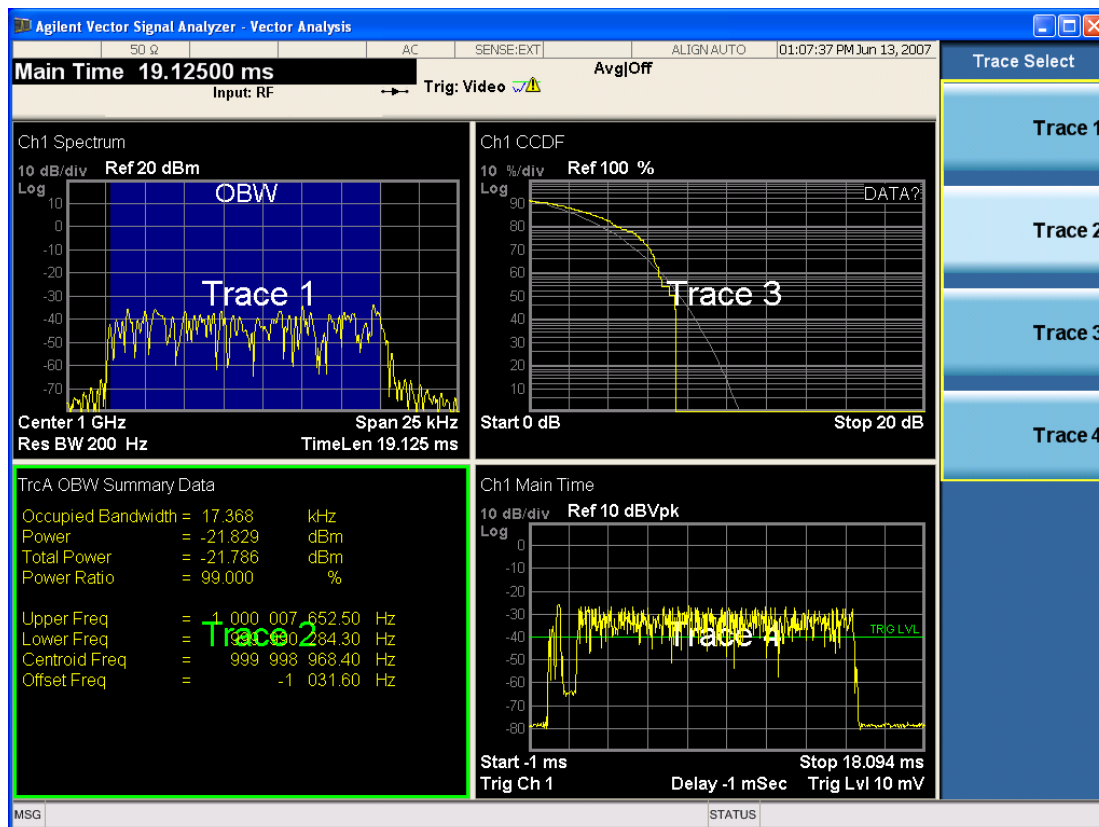 Agilent Vector Signal Analyzer - Vector Analysis
50 Ω AC SENSE:EXT ALIGN AUTO 01:07:37 PM Jun 13, 2007
Main Time 19.12500 ms
Input: RF
Trig: Video
Avg|Off
Trace Select
Trace 1
Trace 2
Trace 3
Trace 4
Ch1 Spectrum
10 dB/div Ref 20 dBm
Log
OBW
10
0
-10
-20
-30
-40
-50
-60
-70
Trace 1
Center 1 GHz Span 25 kHz
Res BW 200 Hz TimeLen 19.125 ms
Ch1 CCDF
10 %/div Ref 100 %
Log
DATA?
90
80
70
60
50
40
30
20
10
Trace 3
Start 0 dB Stop 20 dB
TrcA OBW Summary Data
Occupied Bandwidth = 17.368 kHz
Power = -21.829 dBm
Total Power = -21.786 dBm
Power Ratio = 99.000 %
Upper Freq = 1 000 007 652.50 Hz
Lower Freq = 999 990 284.30 Hz
Centroid Freq = 999 998 968.40 Hz
Offset Freq = -1 031.60 Hz
Trace 2
Ch1 Main Time
10 dB/div Ref 10 dBVpk
Log
0
-10
-20
-30
-40
-50
-60
-70
-80
TRIG LVL
Trace 4
Start -1 ms Stop 18.094 ms
Trig Ch 1 Delay -1 mSec Trig Lvl 10 mV
MSG STATUS